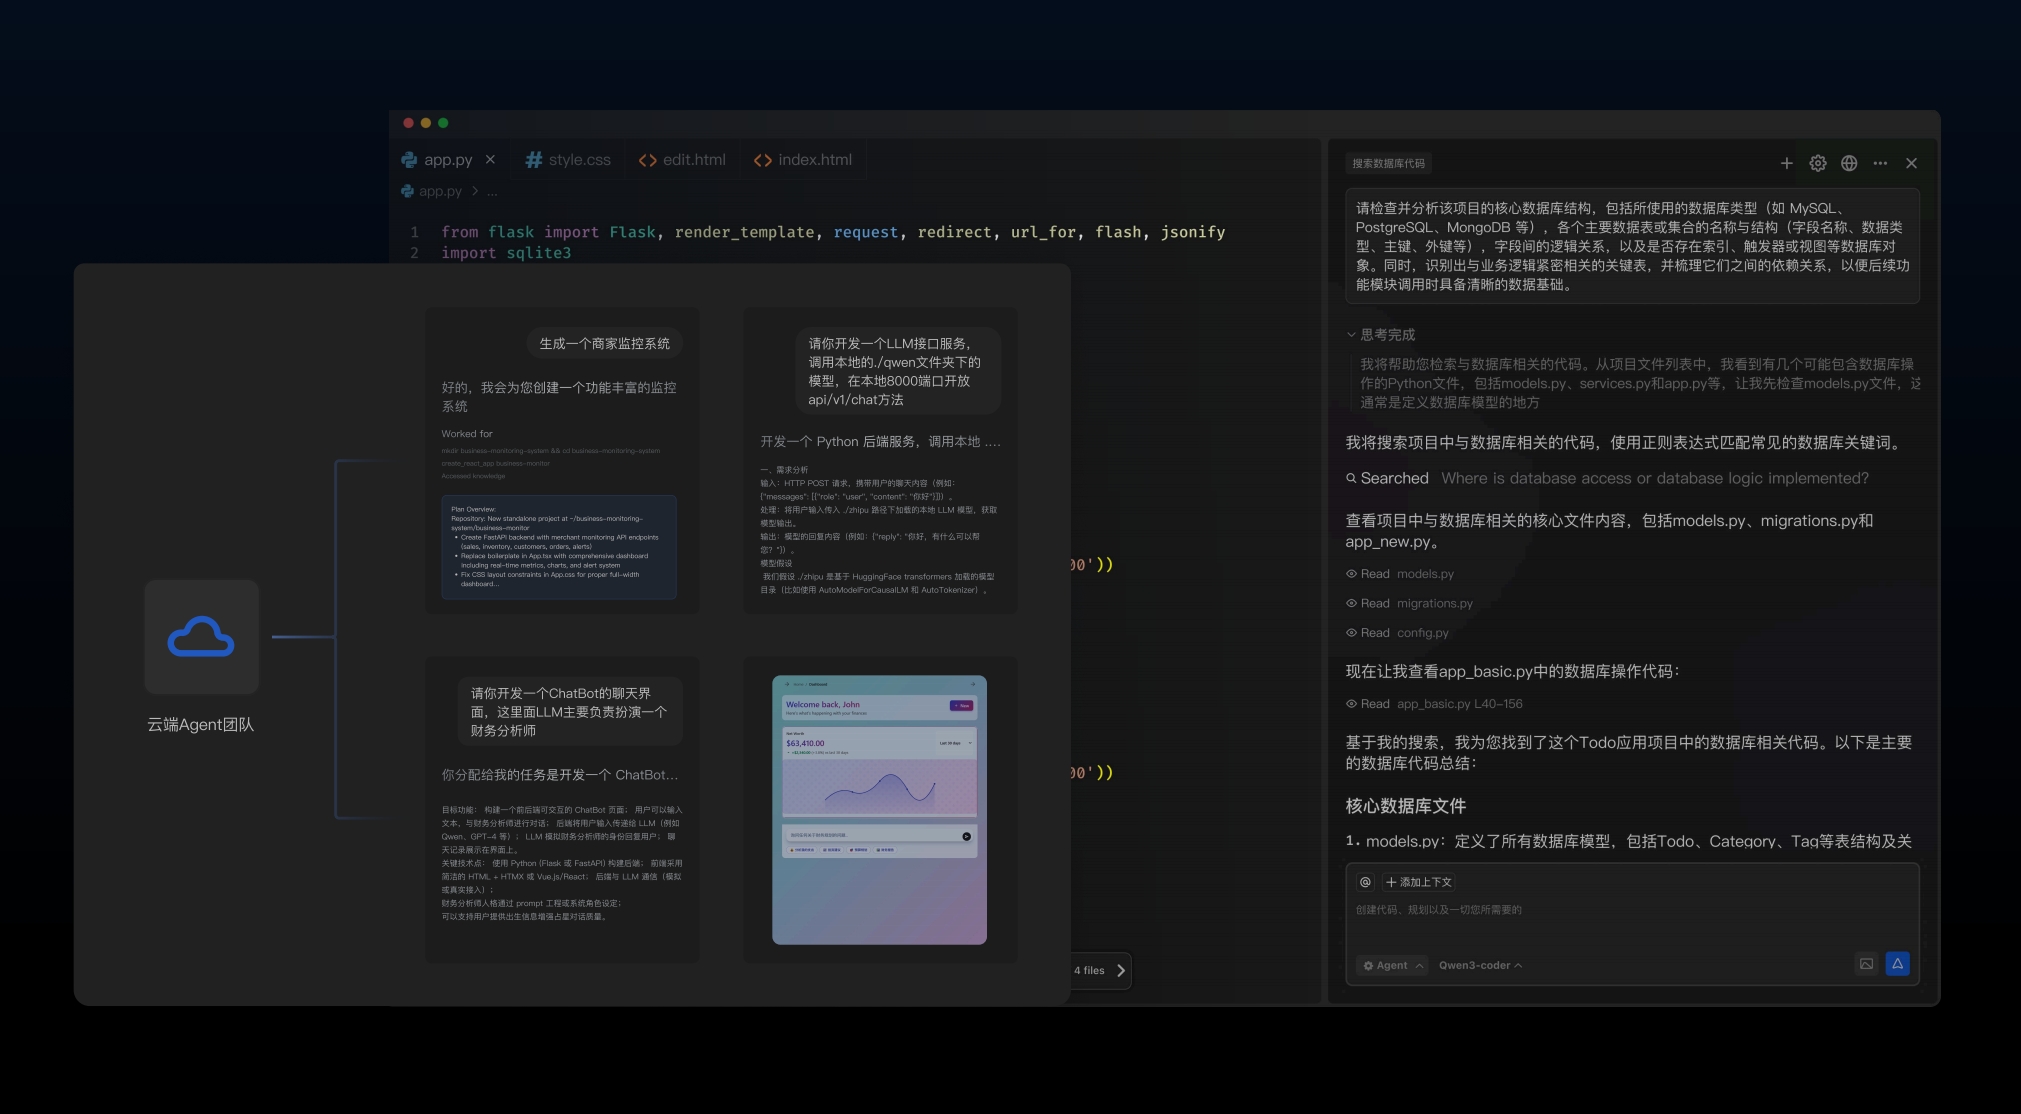 app.py
style.css
edit.html
index.html
app.py > ...
1 from flask import Flask, render_template, request, redirect, url_for, flash, jsonify
2 import sqlite3
00'))
00'))
4 files
云端Agent团队
生成一个商家监控系统
好的，我会为您创建一个功能丰富的监控
系统
Worked for
mkdir business-monitoring-system && cd business-monitoring-system
create_react_app business-monitor
Accessed knowledge
Plan Overview:
Repository: New standalone project at ~/business-monitoring-
system/business-monitor
• Create FastAPI backend with merchant monitoring API endpoints
(sales, inventory, customers, orders, alerts)
• Replace boilerplate in App.tsx with comprehensive dashboard
including real-time metrics, charts, and alert system
• Fix CSS layout constraints in App.css for proper full-width
dashboard...
请你开发一个LLM接口服务，
调用本地的./qwen文件夹下的
模型，在本地8000端口开放
api/v1/chat方法
开发一个 Python 后端服务，调用本地 ....
一、需求分析
输入：HTTP POST 请求，携带用户的聊天内容（例如：
{"messages": [{"role": "user", "content": "你好"}]}）。
处理：将用户输入传入 ./zhipu 路径下加载的本地 LLM 模型，获取
模型输出。
输出：模型的回复内容（例如：{"reply": "你好，有什么可以帮
您？"}）。
模型假设
我们假设 ./zhipu 是基于 HuggingFace transformers 加载的模型
目录（比如使用 AutoModelForCausalLM 和 AutoTokenizer）。
请你开发一个ChatBot的聊天界
面，这里面LLM主要负责扮演一个
财务分析师
你分配给我的任务是开发一个 ChatBot...
目标功能： 构建一个前后端可交互的 ChatBot 页面； 用户可以输入
文本，与财务分析师进行对话； 后端将用户输入传递给 LLM（例如
Qwen、GPT-4 等）； LLM 模拟财务分析师的身份回复用户； 聊
天记录展示在界面上。
关键技术点： 使用 Python (Flask 或 FastAPI) 构建后端； 前端采用
简洁的 HTML + HTMX 或 Vue.js/React； 后端与 LLM 通信（模拟
或真实接入）；
财务分析师人格通过 prompt 工程或系统角色设定；
可以支持用户提供出生信息增强占星对话质量。
Dashboard
Welcome back, John
Here's what's happening with your finances
New
Net Worth
$63,410.00
Last 30 days
搜索数据库代码
请检查并分析该项目的核心数据库结构，包括所使用的数据库类型（如 MySQL、
PostgreSQL、MongoDB 等），各个主要数据表或集合的名称与结构（字段名称、数据类
型、主键、外键等），字段间的逻辑关系，以及是否存在索引、触发器或视图等数据库对
象。同时，识别出与业务逻辑紧密相关的关键表，并梳理它们之间的依赖关系，以便后续功
能模块调用时具备清晰的数据基础。
思考完成
我将帮助您检索与数据库相关的代码。从项目文件列表中，我看到有几个可能包含数据库操
作的Python文件，包括models.py、services.py和app.py等，让我先检查models.py文件，这
通常是定义数据库模型的地方
我将搜索项目中与数据库相关的代码，使用正则表达式匹配常见的数据库关键词。
Searched Where is database access or database logic implemented?
查看项目中与数据库相关的核心文件内容，包括models.py、migrations.py和
app_new.py。
Read models.py
Read migrations.py
Read config.py
现在让我查看app_basic.py中的数据库操作代码：
Read app_basic.py L40-156
基于我的搜索，我为您找到了这个Todo应用项目中的数据库相关代码。以下是主要
的数据库代码总结：
核心数据库文件
1. models.py：定义了所有数据库模型，包括Todo、Category、Tag等表结构及关
@ 添加上下文
创建代码、规划以及一切您所需要的
Agent Qwen3-coder